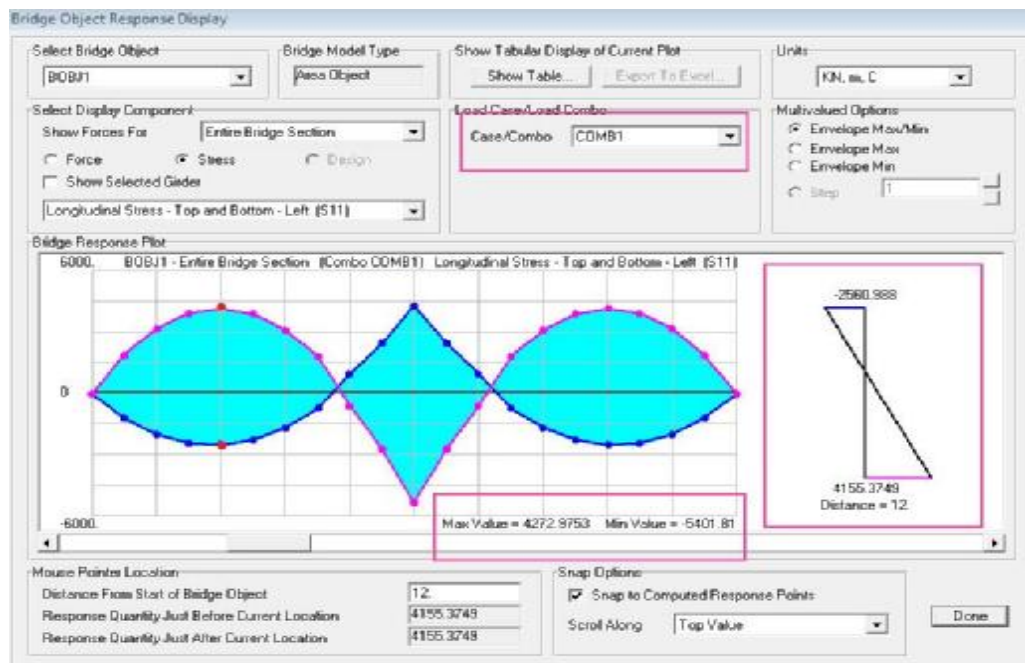 Bridge Object Response Display
Select Bridge Object
BOBJ1
Bridge Model Type
Area Object
Show Tabular Display of Current Plot
Show Table...
Export To Excel...
Units
KN, m, C
Select Display Component
Show Forces For
Entire Bridge Section
Force
Stress
Design
Show Selected Girder
Longitudinal Stress - Top and Bottom - Left (S11)
Load Case/Load Combo
Case/Combo
COMB1
Multivalued Options
Envelope Max/Min
Envelope Max
Envelope Min
Step
1
Bridge Response Plot
6000.
BOBJ1 - Entire Bridge Section (Combo COMB1) Longitudinal Stress - Top and Bottom - Left (S11)
0
-6000.
-2560.988
4155.3749
Distance = 12.
Max Value = 4272.9753 Min Value = -5401.81
Mouse Pointer Location
Distance From Start of Bridge Object
12.
Response Quantity Just Before Current Location
4155.3749
Response Quantity Just After Current Location
4155.3749
Snap Options
Snap to Computed Response Points
Scroll Along
Top Value
Done